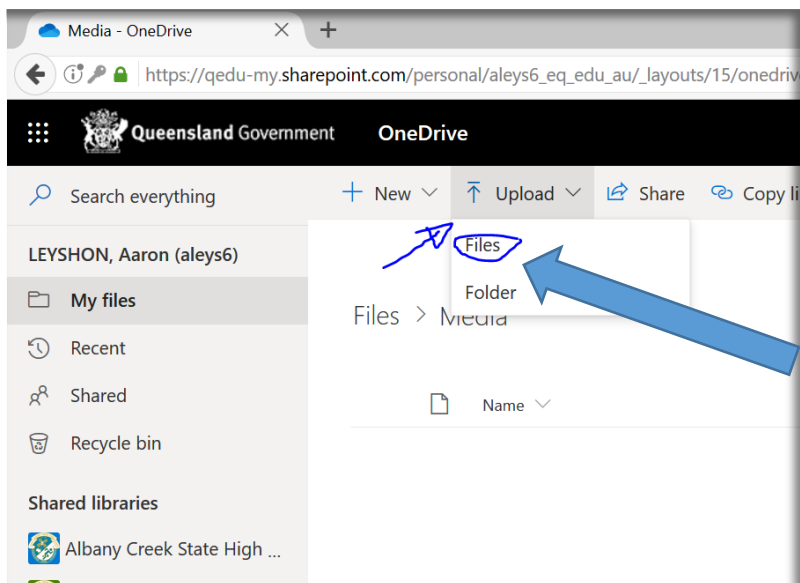 Media - OneDrive
https://qedu-my.sharepoint.com/personal/aleys6_eq_edu_au/_layouts/15/onedriv
Queensland Government OneDrive
Search everything
New Upload Share Copy li
LEYSHON, Aaron (aleys6)
Files
My files
Folder
Files > Media
Recent
Shared
Name
Recycle bin
Shared libraries
Albany Creek State High ...